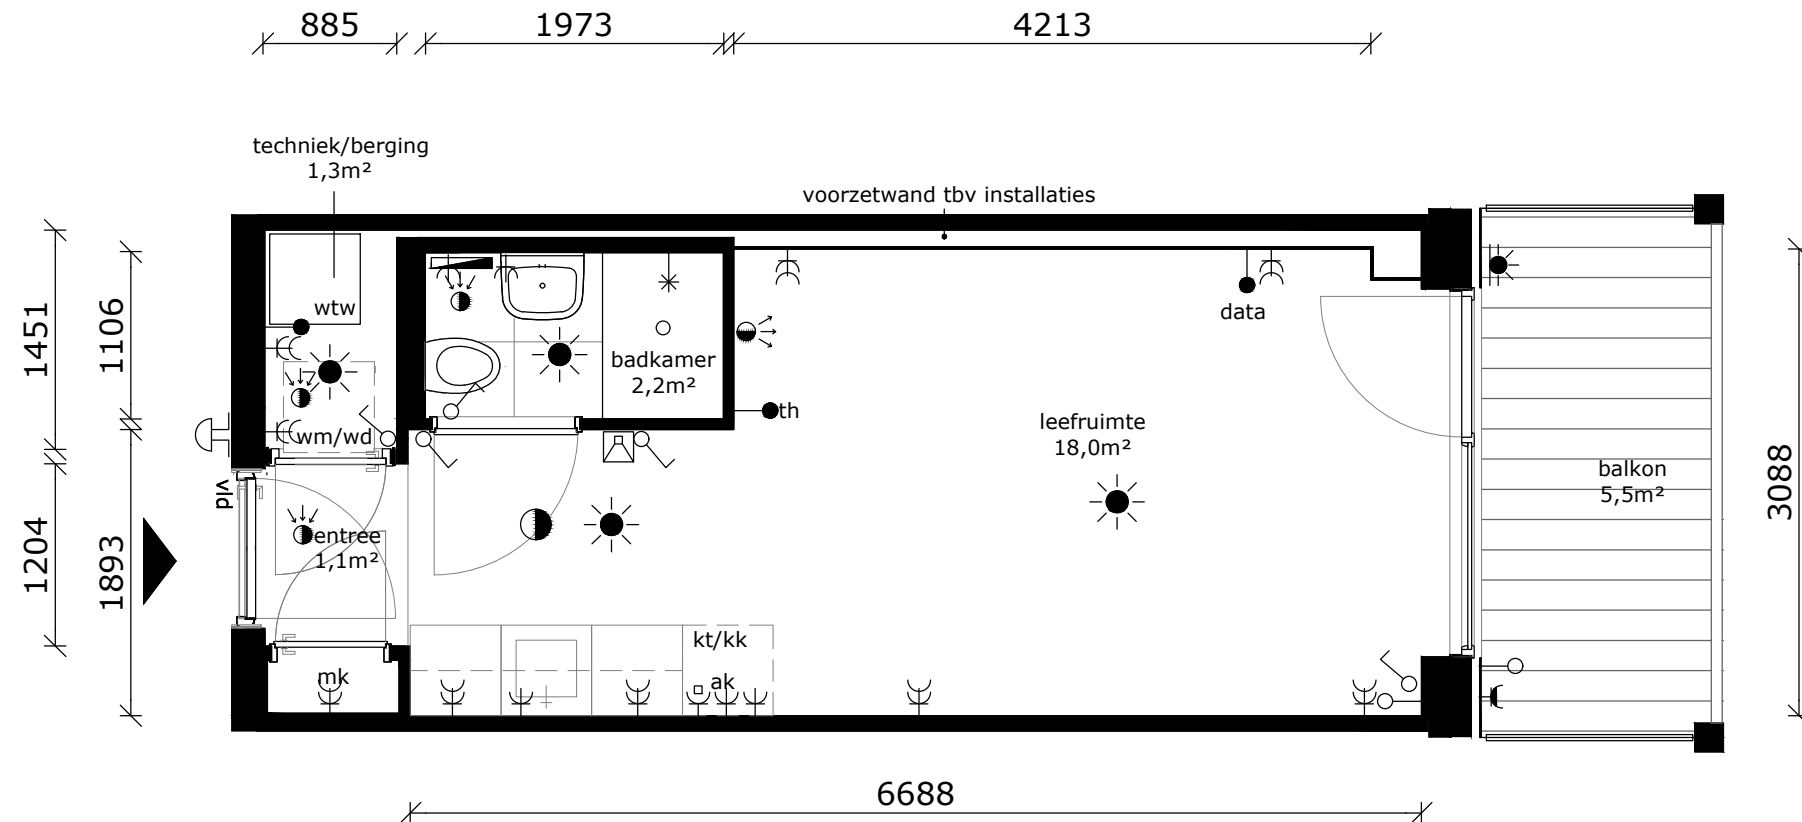 885
1973
4213
techniek/berging
1,3m²
voorzetwand tbv installaties
1451
1106
wtw
data
badkamer
2,2m²
th
leefruimte
18,0m²
wm/wd
balkon
5,5m²
3088
vld
entree
1,1m²
1204
1893
kt/kk
mk
ak
6688